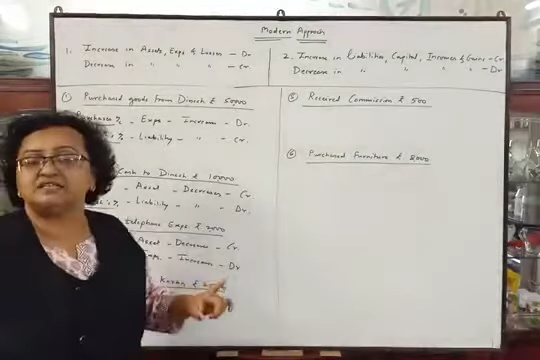 Modern Approach
1. Increase in Assets, Exps & Losses - Dr
Decrease in " " " - Cr.
2. Increase in Liabilities, Capital, Incomes & Gains - Cr.
Decrease in " " " - Dr
① Purchased goods from Dinesh ₹ 50000
Purchases a/c - Exps - Increase - Dr.
a/c - Liability - " - Cr.
Cash to Dinesh ₹ 10000
- Asset - Decreases - Cr
a/c - Liability - " Dr.
telephone Exps ₹ 2000
Asset - Decrease - Cr.
Exps - Increases - Dr
⑤ Received Commission ₹ 500
⑥ Purchased Furniture ₹ 2000